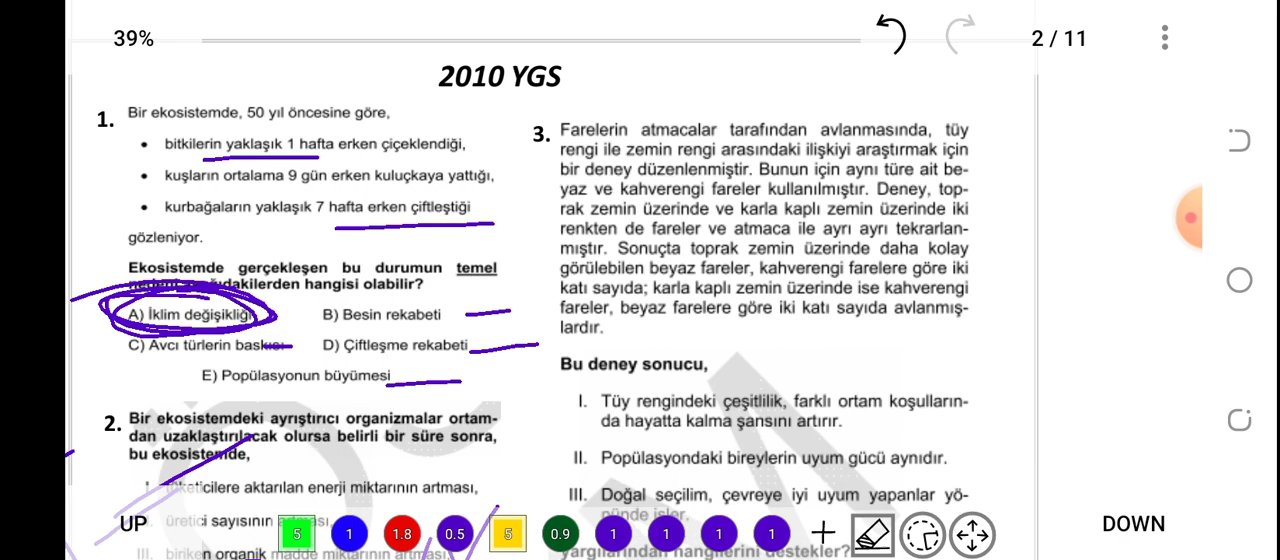 39%
2 / 11
2010 YGS
1. Bir ekosistemde, 50 yıl öncesine göre,
• bitkilerin yaklaşık 1 hafta erken çiçeklendiği,
• kuşların ortalama 9 gün erken kuluçkaya yattığı,
• kurbağaların yaklaşık 7 hafta erken çiftleştiği
gözleniyor.
Ekosistemde gerçekleşen bu durumun temel
hangisi olabilir?
A) İklim değişikliği B) Besin rekabeti
C) Avcı türlerin baskısı D) Çiftleşme rekabeti
E) Popülasyonun büyümesi
2. Bir ekosistemdeki ayrıştırıcı organizmalar ortam-
dan uzaklaştırılacak olursa belirli bir süre sonra,
bu ekosistemde,
I. tüketicilere aktarılan enerji miktarının artması,
üretici sayısının artması,
III. biriken organik madde miktarının artması,
3. Farelerin atmacalar tarafından avlanmasında, tüy
rengi ile zemin rengi arasındaki ilişkiyi araştırmak için
bir deney düzenlenmiştir. Bunun için aynı türe ait be-
yaz ve kahverengi fareler kullanılmıştır. Deney, top-
rak zemin üzerinde ve karla kaplı zemin üzerinde iki
renkten de fareler ve atmaca ile ayrı ayrı tekrarlan-
mıştır. Sonuçta toprak zemin üzerinde daha kolay
görülebilen beyaz fareler, kahverengi farelere göre iki
katı sayıda; karla kaplı zemin üzerinde ise kahverengi
fareler, beyaz farelere göre iki katı sayıda avlanmış-
lardır.
Bu deney sonucu,
I. Tüy rengindeki çeşitlilik, farklı ortam koşulların-
da hayatta kalma şansını artırır.
II. Popülasyondaki bireylerin uyum gücü aynıdır.
III. Doğal seçilim, çevreye iyi uyum yapanlar yö-
nünde işler.
yargılarından hangilerini destekler?
UP 5 1 1.8 0.5 5 0.9 1 1 1 1 + DOWN